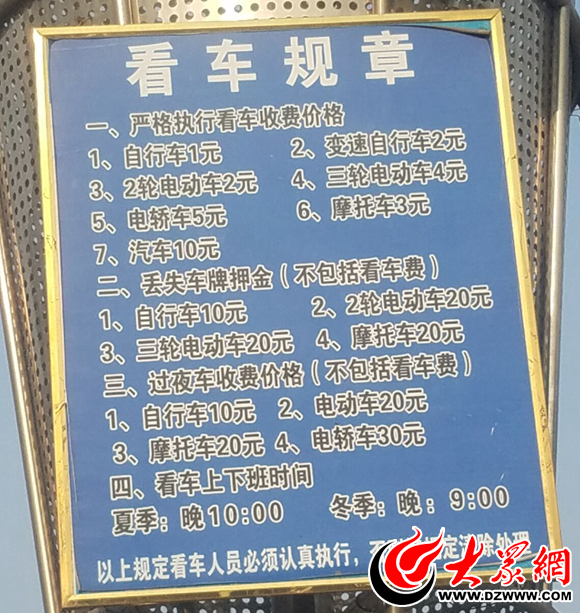 看车规章
一、严格执行看车收费价格
1、自行车1元 2、变速自行车2元
3、2轮电动车2元 4、三轮电动车4元
5、电轿车5元 6、摩托车3元
7、汽车10元
二、丢失车牌押金（不包括看车费）
1、自行车10元 2、2轮电动车20元
3、三轮电动车20元 4、摩托车20元
三、过夜车收费价格（不包括看车费）
1、自行车10元 2、电动车20元
3、摩托车20元 4、电轿车30元
四、看车上下班时间
夏季：晚10:00 冬季：晚：9:00
以上规定看车人员必须认真执行，
大眾網
WWW.DZWWW.COM